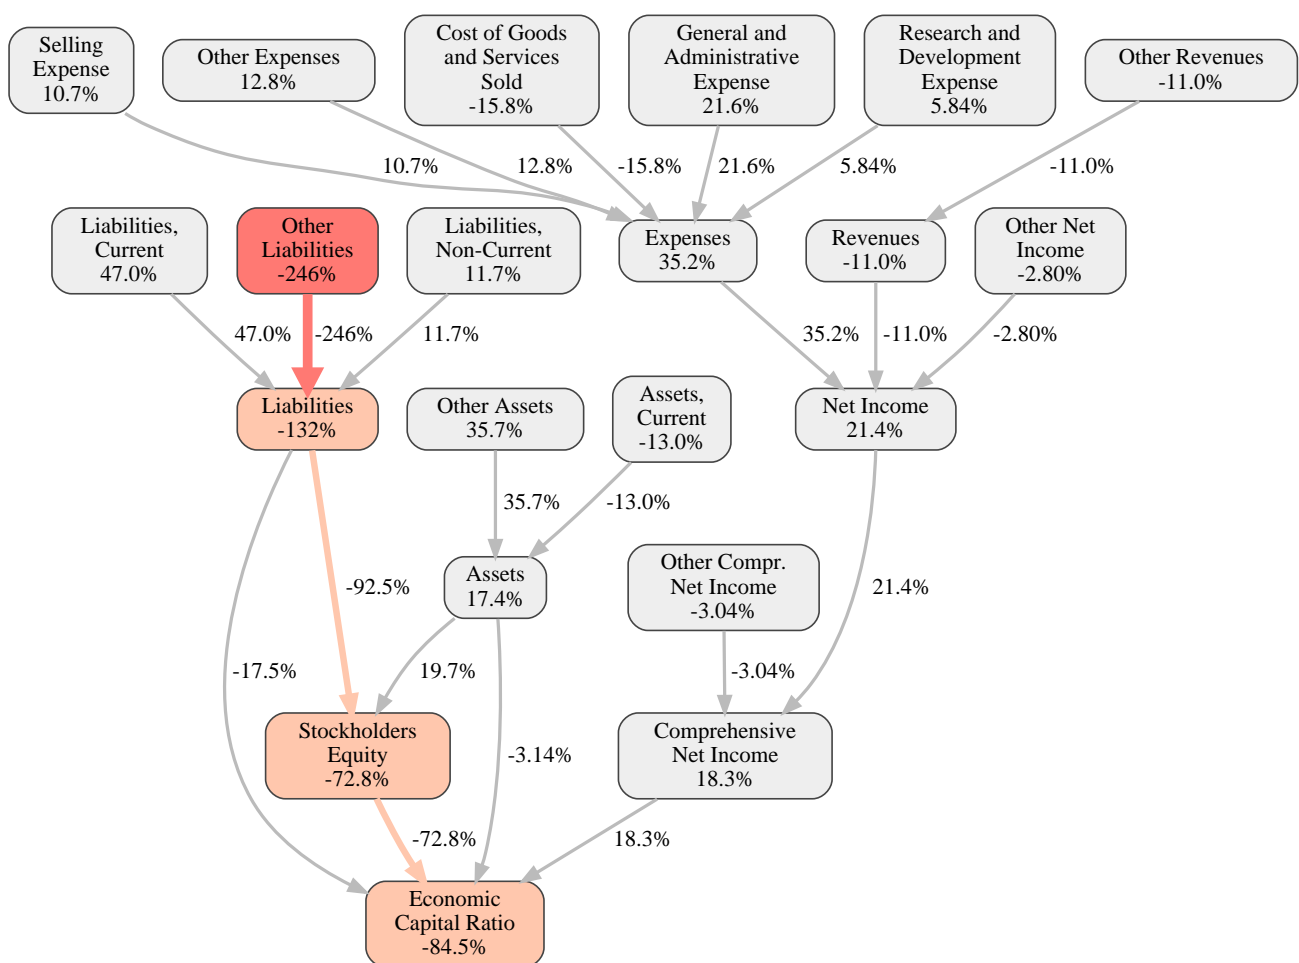 Selling
Expense
10.7%
Other Expenses
12.8%
Cost of Goods
and Services
Sold
-15.8%
General and
Administrative
Expense
21.6%
Research and
Development
Expense
5.84%
Other Revenues
-11.0%
10.7%
12.8%
-15.8%
21.6%
5.84%
-11.0%
Liabilities,
Current
47.0%
Other
Liabilities
-246%
Liabilities,
Non-Current
11.7%
Expenses
35.2%
Revenues
-11.0%
Other Net
Income
-2.80%
47.0%
-246%
11.7%
35.2%
-11.0%
-2.80%
Liabilities
-132%
Other Assets
35.7%
Assets,
Current
-13.0%
Net Income
21.4%
35.7%
-13.0%
Assets
17.4%
Other Compr.
Net Income
-3.04%
-92.5%
21.4%
-17.5%
19.7%
-3.04%
Stockholders
Equity
-72.8%
-3.14%
Comprehensive
Net Income
18.3%
-72.8%
18.3%
Economic
Capital Ratio
-84.5%